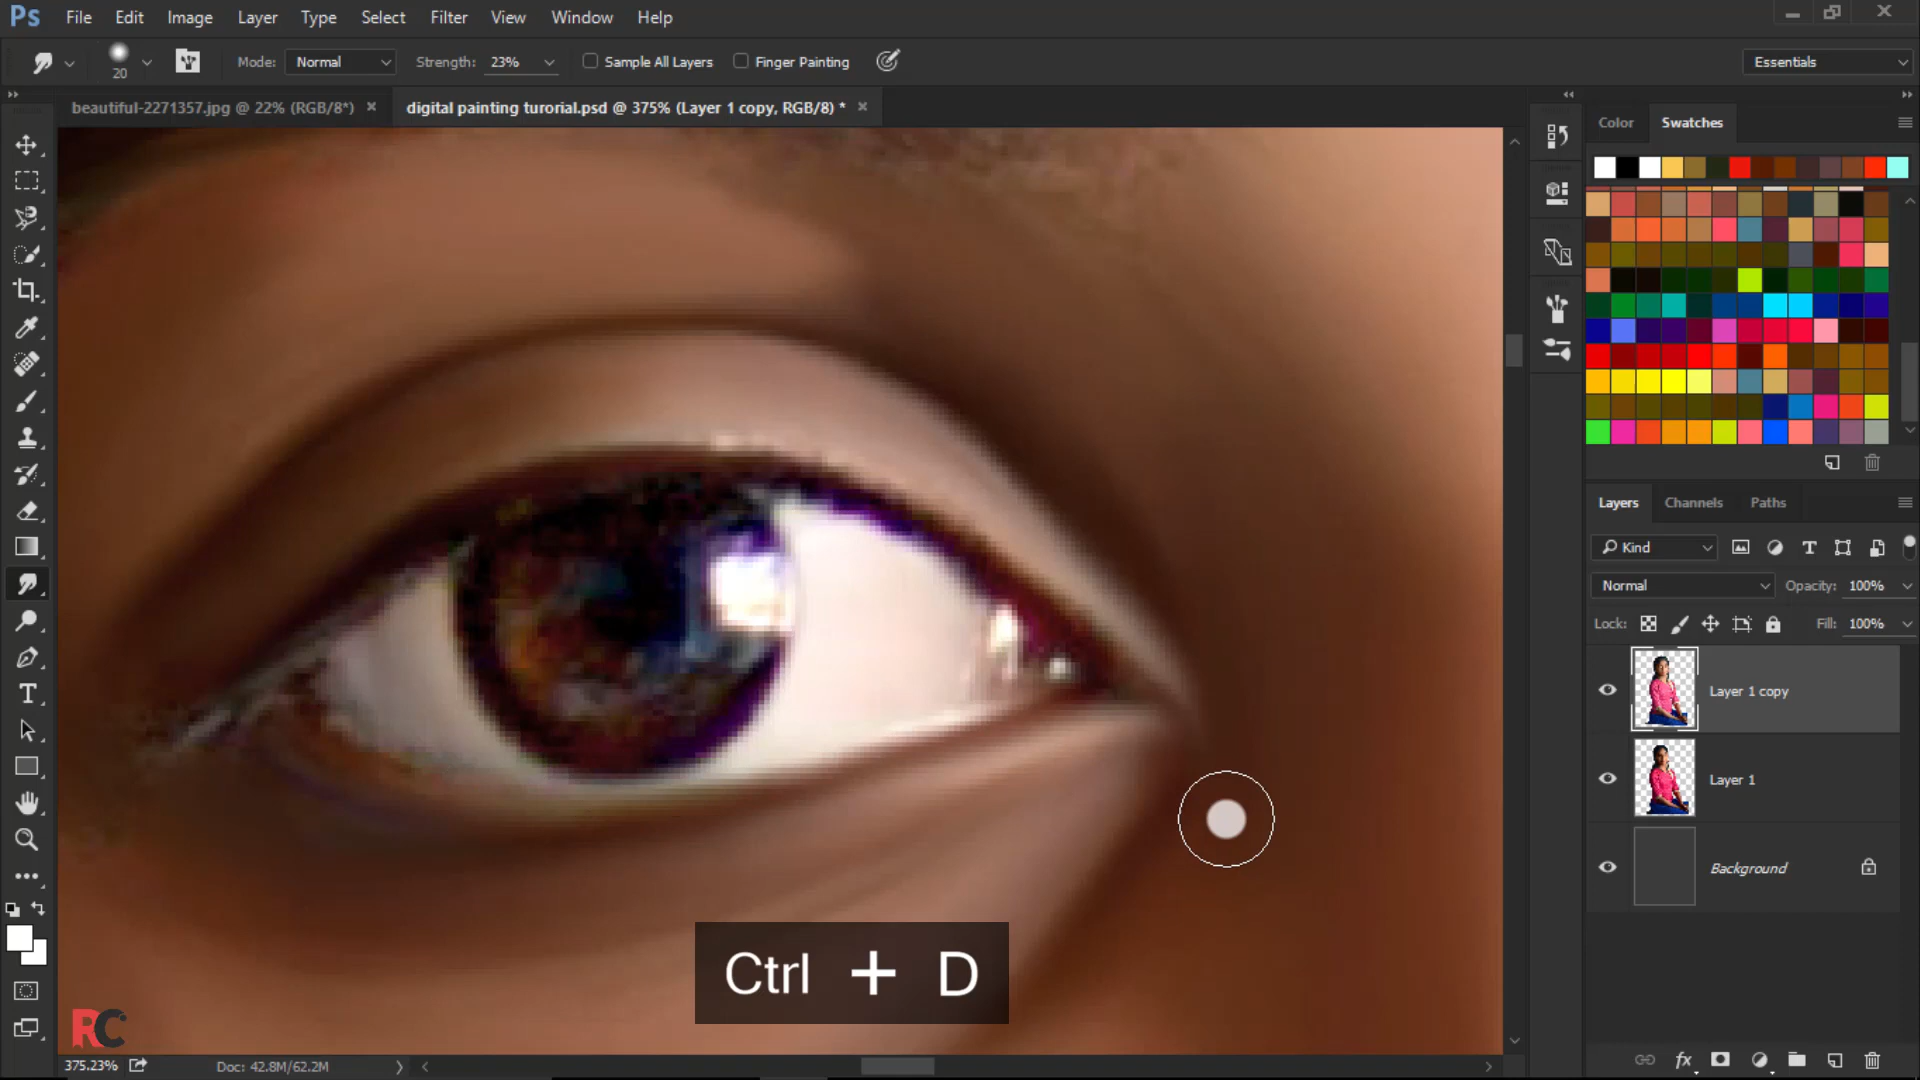 Ps File Edit Image Layer Type Select Filter View Window Help
20 Mode: Normal Strength: 23% Sample All Layers Finger Painting Essentials
beautiful-2271357.jpg @ 22% (RGB/8*) × digital painting turorial.psd @ 375% (Layer 1 copy, RGB/8) * ×
Color Swatches
Layers Channels Paths
Kind
Normal Opacity: 100%
Lock: Fill: 100%
Layer 1 copy
Layer 1
Background
Ctrl + D
RC
375.23% Doc: 42.8M/62.2M
fx